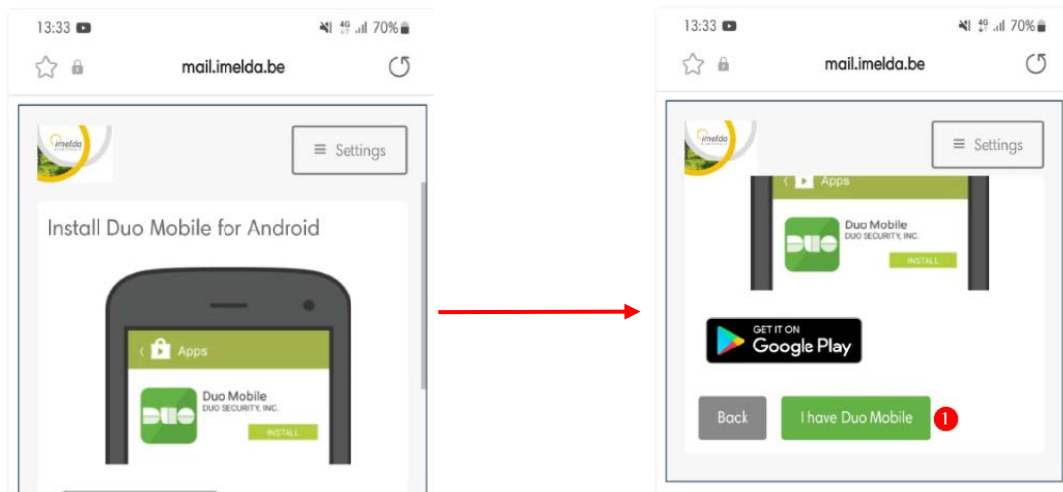 13:33
4G
70%
mail.imelda.be
imelda
Settings
Install Duo Mobile for Android
Apps
Duo Mobile
DUO SECURITY, INC.
DUO
INSTALL
13:33
4G
70%
mail.imelda.be
imelda
Settings
Apps
Duo Mobile
DUO SECURITY, INC.
DUO
INSTALL
GET IT ON
Google Play
Back
I have Duo Mobile
1